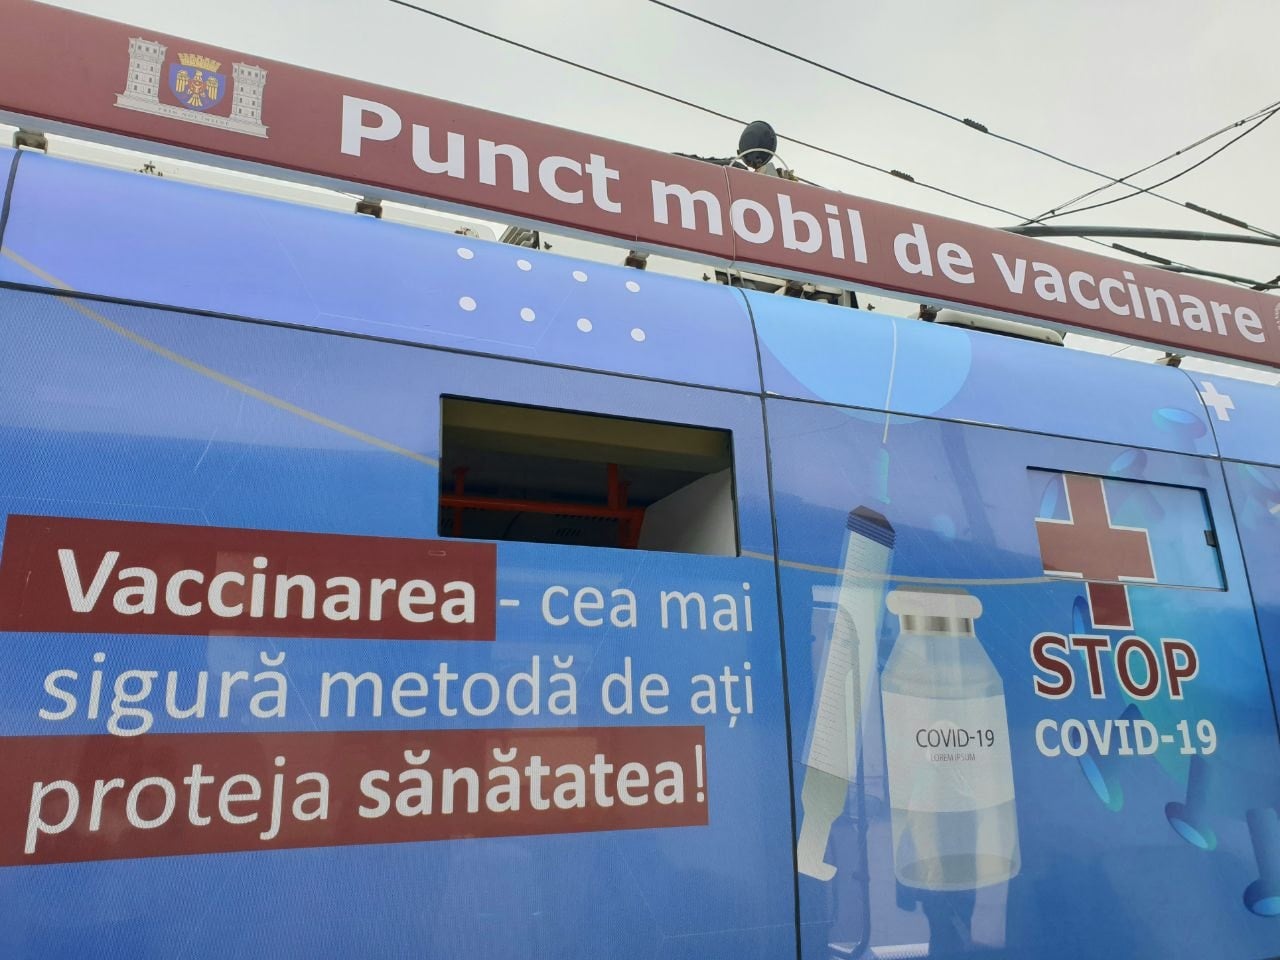 Punct mobil de vaccinare
Vaccinarea - cea mai
sigură metodă de ați
proteja sănătatea!
COVID-19
LOREM IPSUM
STOP
COVID-19